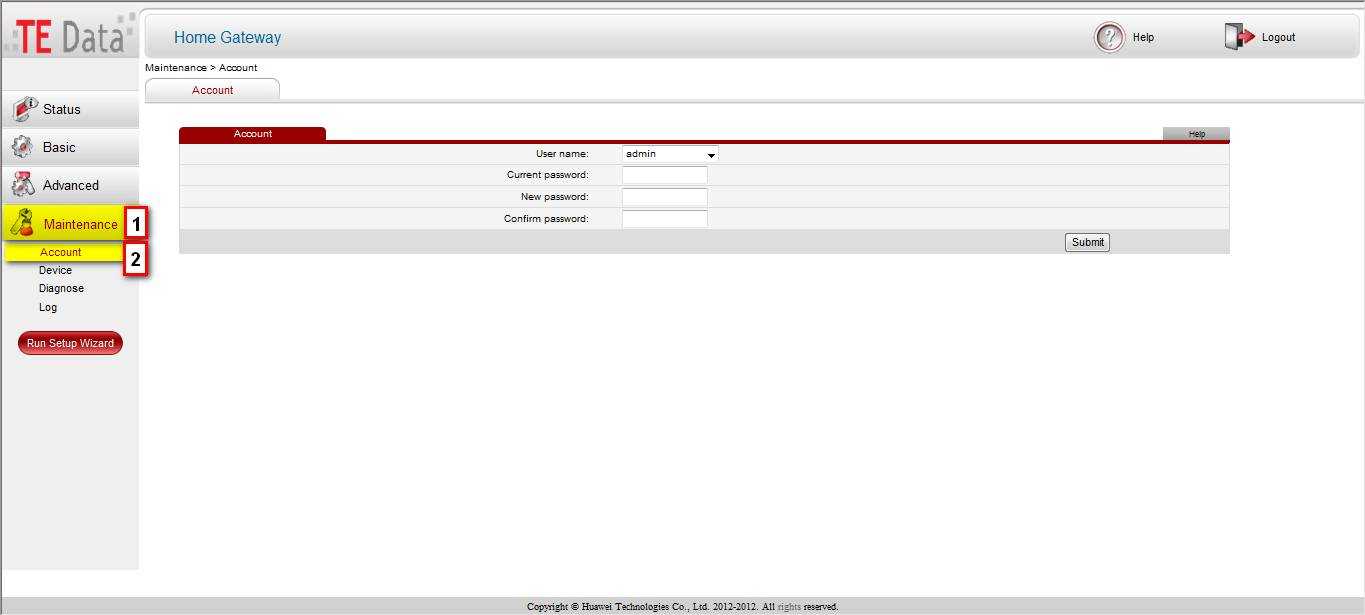 TE Data
Home Gateway
Help
Logout
Maintenance > Account
Account
Status
Basic
Advanced
Maintenance
1
Account
2
Device
Diagnose
Log
Run Setup Wizard
Account
Help
User name:
admin
Current password:
New password:
Confirm password:
Submit
Copyright © Huawei Technologies Co., Ltd. 2012-2012. All rights reserved.